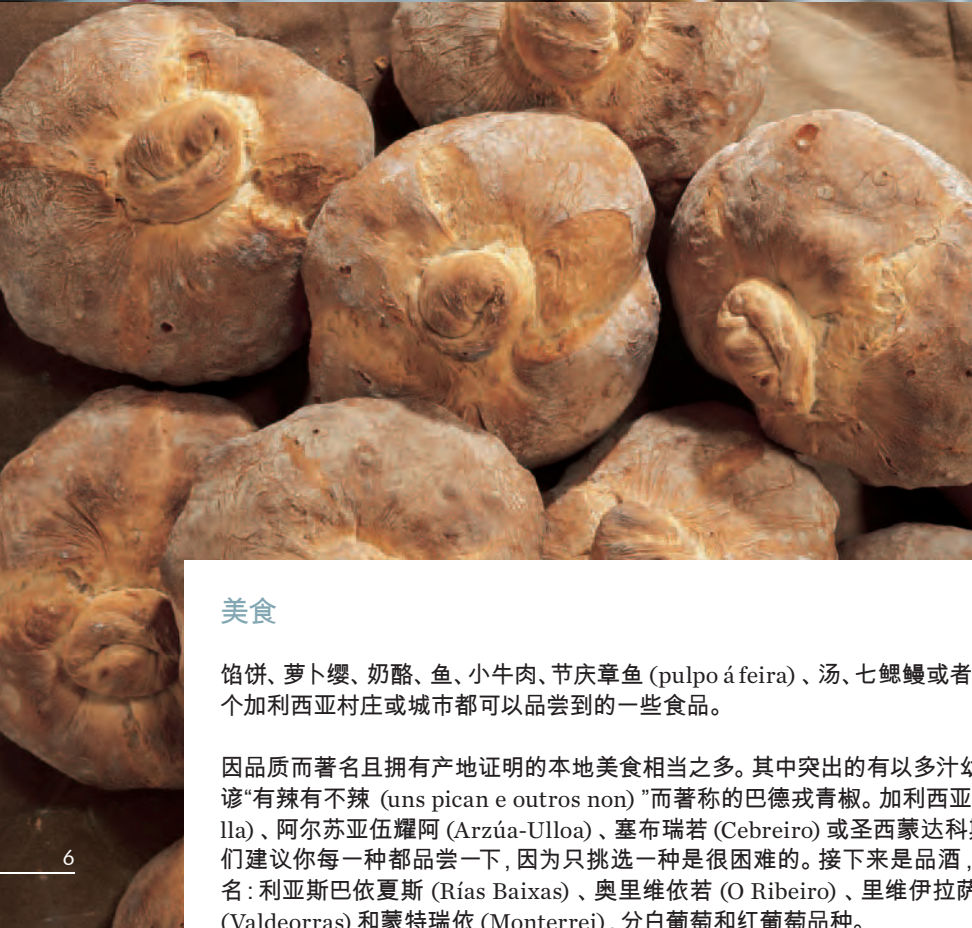 美食
馅饼、萝卜缨、奶酪、鱼、小牛肉、节庆章鱼 (pulpo á feira) 、汤、七鳃鳗或者
个加利西亚村庄或城市都可以品尝到的一些食品。
因品质而著名且拥有产地证明的本地美食相当之多。其中突出的有以多汁幼
谚“有辣有不辣 (uns pican e outros non) ”而著称的巴德戎青椒。加利西亚
lla) 、阿尔苏亚伍耀阿 (Arzúa-Ulloa) 、塞布瑞若 (Cebreiro) 或圣西蒙达科斯
们建议你每一种都品尝一下，因为只挑选一种是很困难的。接下来是品酒，
6
名：利亚斯巴依夏斯 (Rías Baixas) 、奥里维依若 (O Ribeiro) 、里维伊拉萨
(Valdeorras) 和蒙特瑞依 (Monterrei) , 分白葡萄和红葡萄品种。